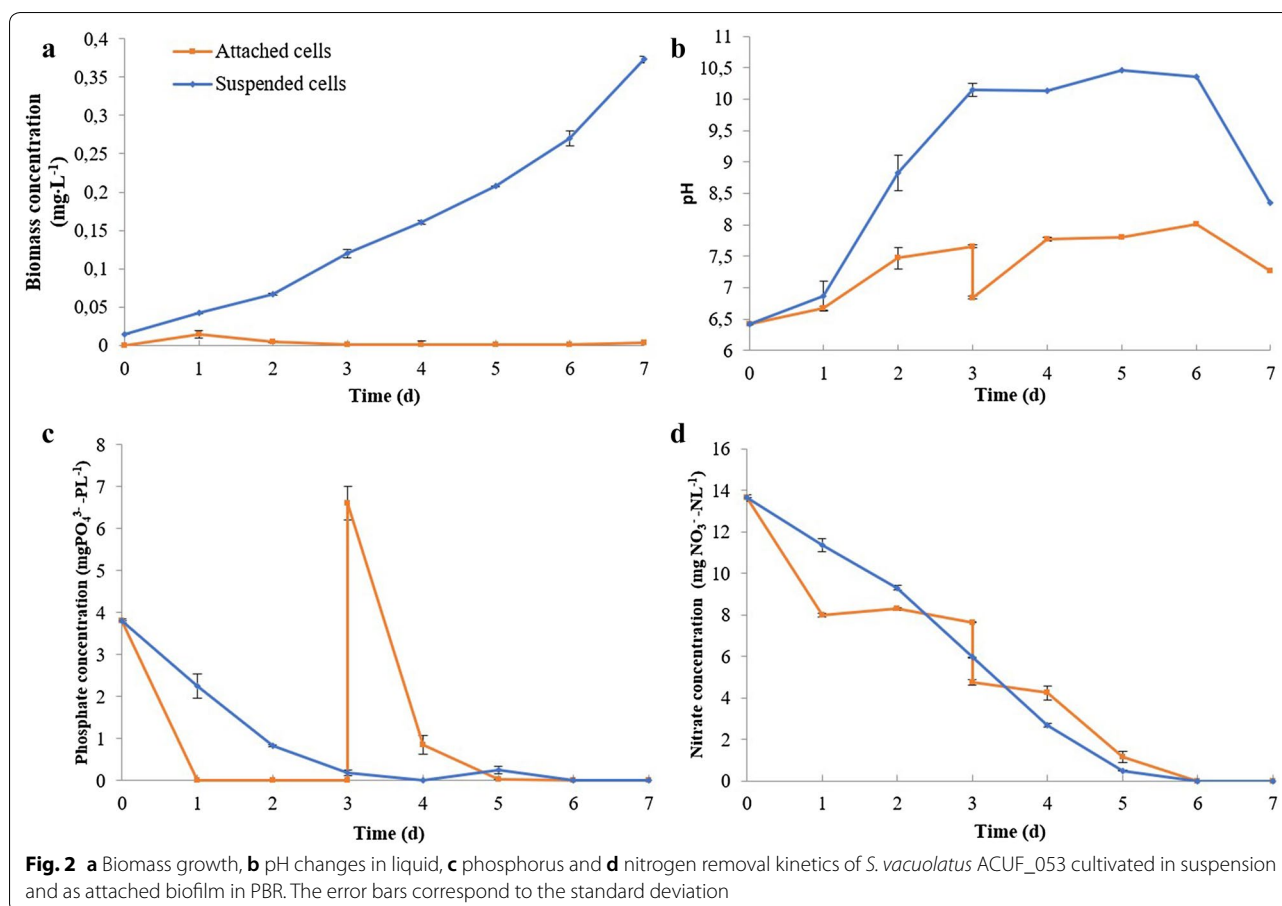 a
Attached cells
Suspended cells
Biomass concentration
(mg·L⁻¹)
0,4
0,35
0,3
0,25
0,2
0,15
0,1
0,05
0
0 1 2 3 4 5 6 7
Time (d)
b
pH
11
10,5
10
9,5
9
8,5
8
7,5
7
6,5
6
0 1 2 3 4 5 6 7
Time (d)
c
Phosphate concentration (mgPO₄³⁻-PL⁻¹)
8
7
6
5
4
3
2
1
0
0 1 2 3 4 5 6 7
Time (d)
d
Nitrate concentration (mg NO₃⁻-NL⁻¹)
16
14
12
10
8
6
4
2
0
0 1 2 3 4 5 6 7
Time (d)
Fig. 2 a Biomass growth, b pH changes in liquid, c phosphorus and d nitrogen removal kinetics of S. vacuolatus ACUF_053 cultivated in suspension
and as attached biofilm in PBR. The error bars correspond to the standard deviation